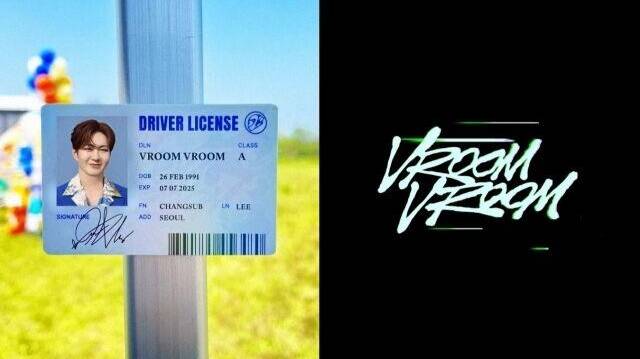 DRIVER LICENSE
DLN CLASS
VROOM VROOM A
DOB 26 FEB 1991
EXP 07 07 2025
FN CHANGSUB LN LEE
ADD SEOUL
SIGNATURE
VROOM
VROOM